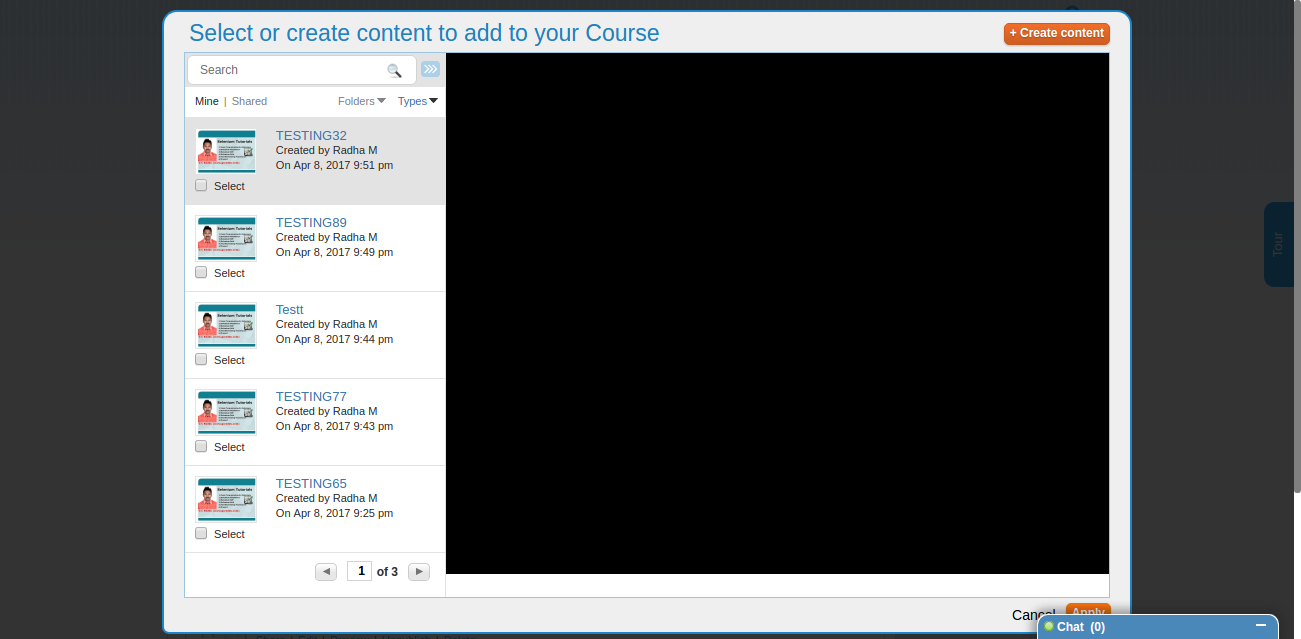 Select or create content to add to your Course
+ Create content
Search
Mine | Shared
Folders
Types
TESTING32
Created by Radha M
On Apr 8, 2017 9:51 pm
Select
TESTING89
Created by Radha M
On Apr 8, 2017 9:49 pm
Select
Testt
Created by Radha M
On Apr 8, 2017 9:44 pm
Select
TESTING77
Created by Radha M
On Apr 8, 2017 9:43 pm
Select
TESTING65
Created by Radha M
On Apr 8, 2017 9:25 pm
Select
1 of 3
Cancel
Apply
Chat (0)
Tour